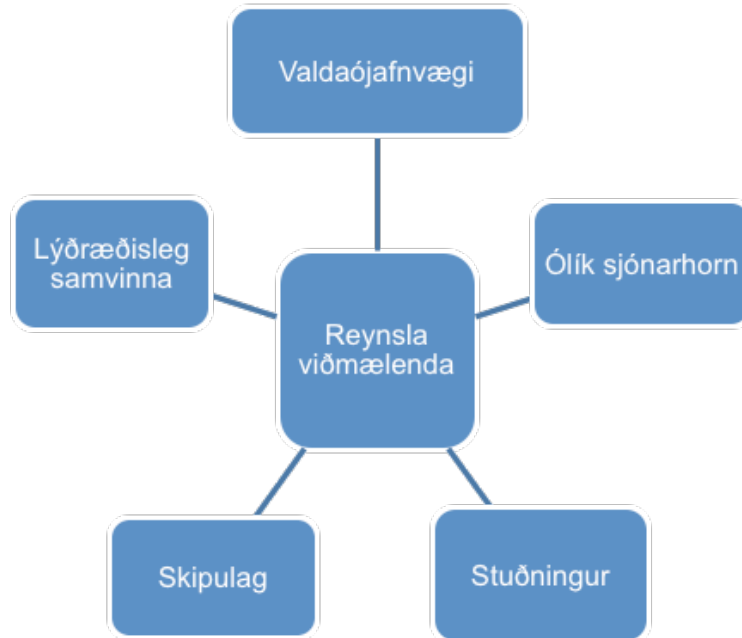 Valdaójafnvægi
Lýðræðisleg
samvinna
Ólík sjónarhorn
Reynsla
viðmælenda
Skipulag
Stuðningur